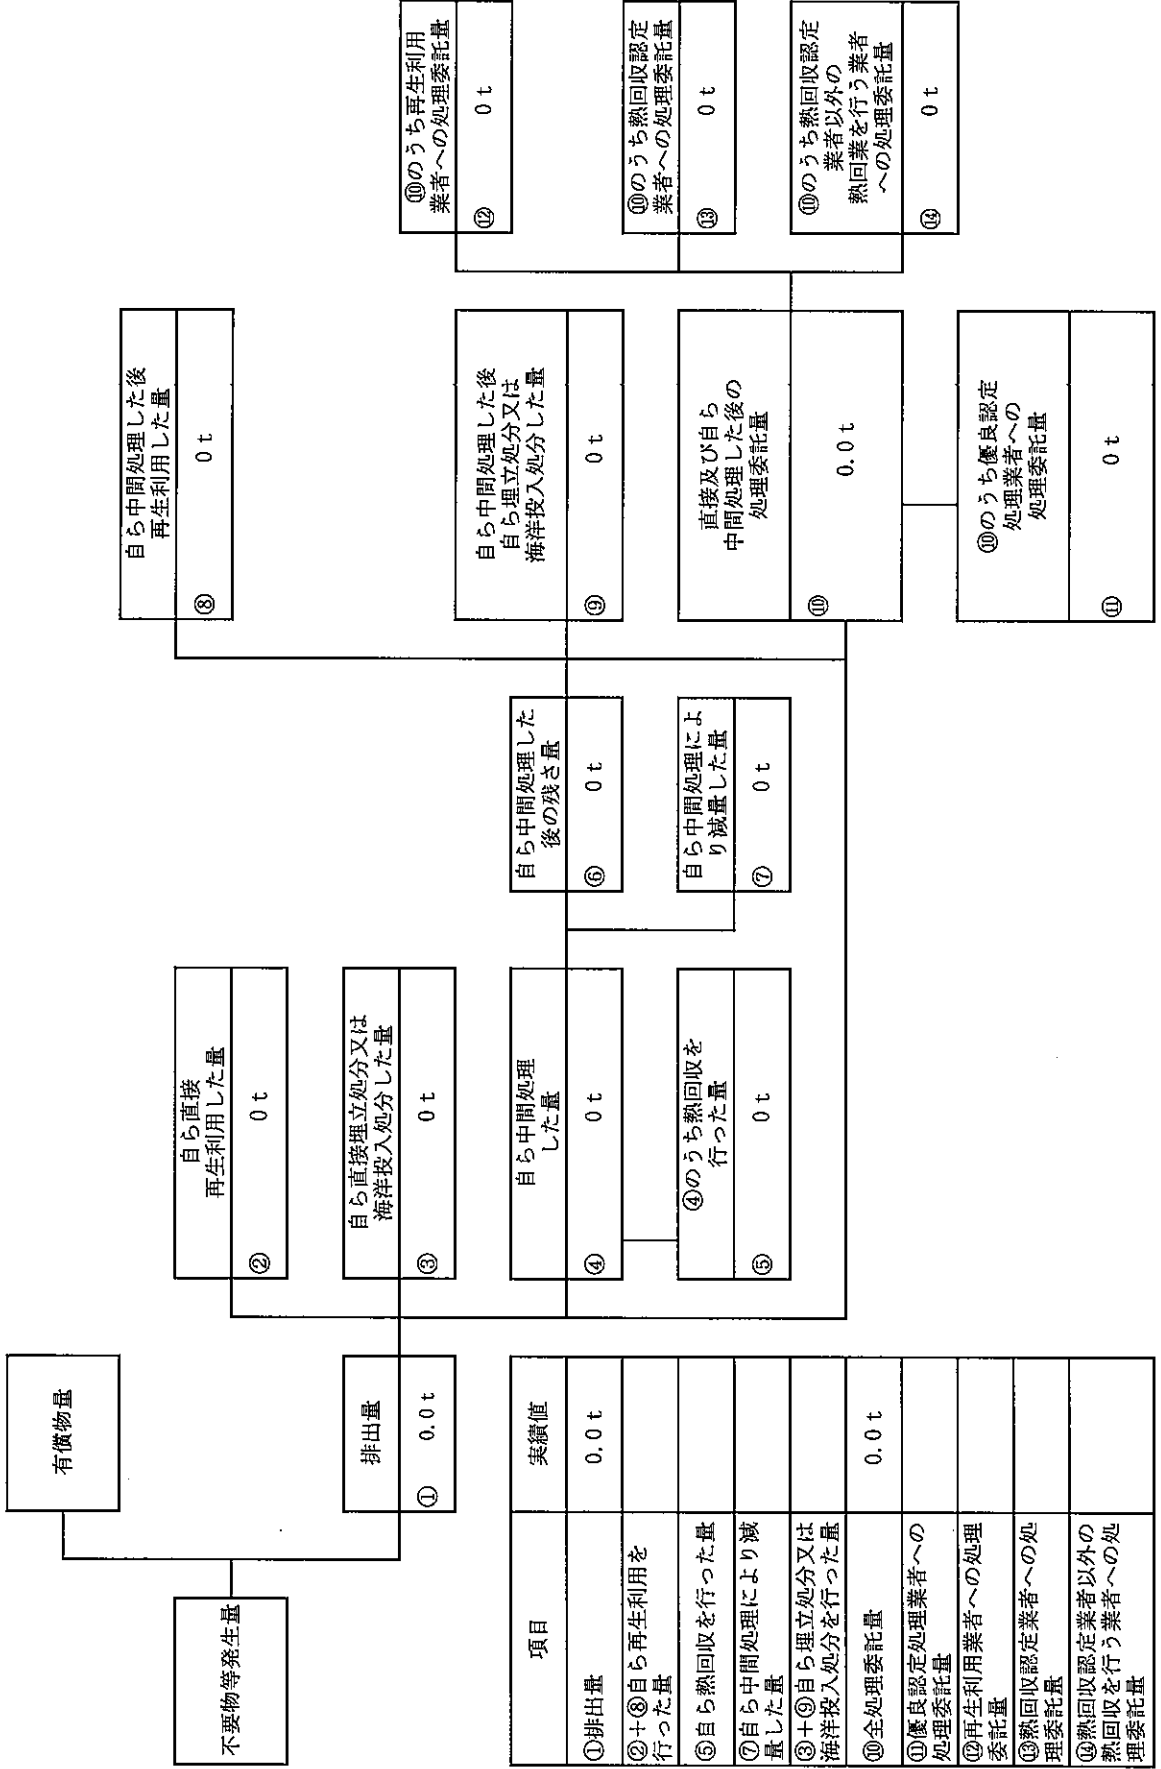 不要物等発生量
有償物量
排出量
① 0.0 t
自ら直接
再生利用した量
② 0 t
自ら直接埋立処分又は
海洋投入処分した量
③ 0 t
自ら中間処理
した量
④ 0 t
④のうち熱回収を
行った量
⑤ 0 t
自ら中間処理した
後の残さ量
⑥ 0 t
自ら中間処理によ
り減量した量
⑦ 0 t
自ら中間処理した後
再生利用した量
⑧ 0 t
自ら中間処理した後
自ら埋立処分又は
海洋投入処分した量
⑨ 0 t
直接及び自ら
中間処理した後の
処理委託量
⑩ 0.0 t
⑩のうち優良認定
処理業者への
処理委託量
⑪ 0 t
⑩のうち再生利用
業者への処理委託量
⑫ 0 t
⑩のうち熱回収認定
業者への処理委託量
⑬ 0 t
⑩のうち熱回収認定
業者以外の
熱回業を行う業者
への処理委託量
⑭ 0 t
項目 実績値
①排出量 0.0 t
②+⑧自ら再生利用を
行った量
⑤自ら熱回収を行った量
⑦自ら中間処理により減
量した量
③+⑨自ら埋立処分又は
海洋投入処分を行った量
⑩全処理委託量 0.0 t
⑪優良認定処理業者への
処理委託量
⑫再生利用業者への処理
委託量
⑬熱回収認定業者への処
理委託量
⑭熱回収認定業者以外の
熱回収を行う業者への処
理委託量